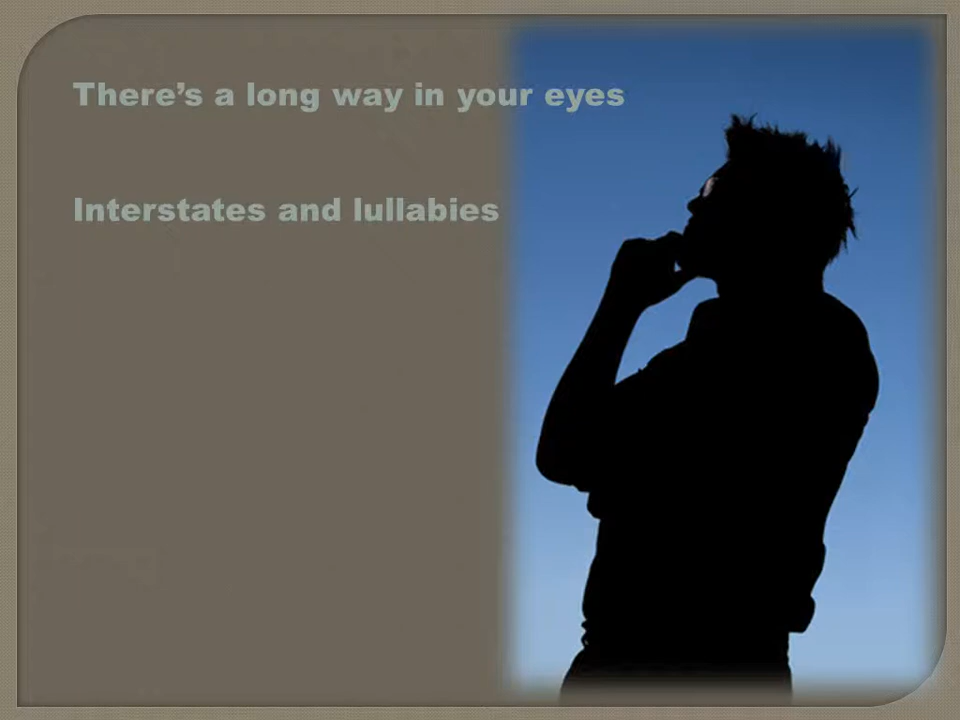 There’s a long way in your eyes
Interstates and lullabies